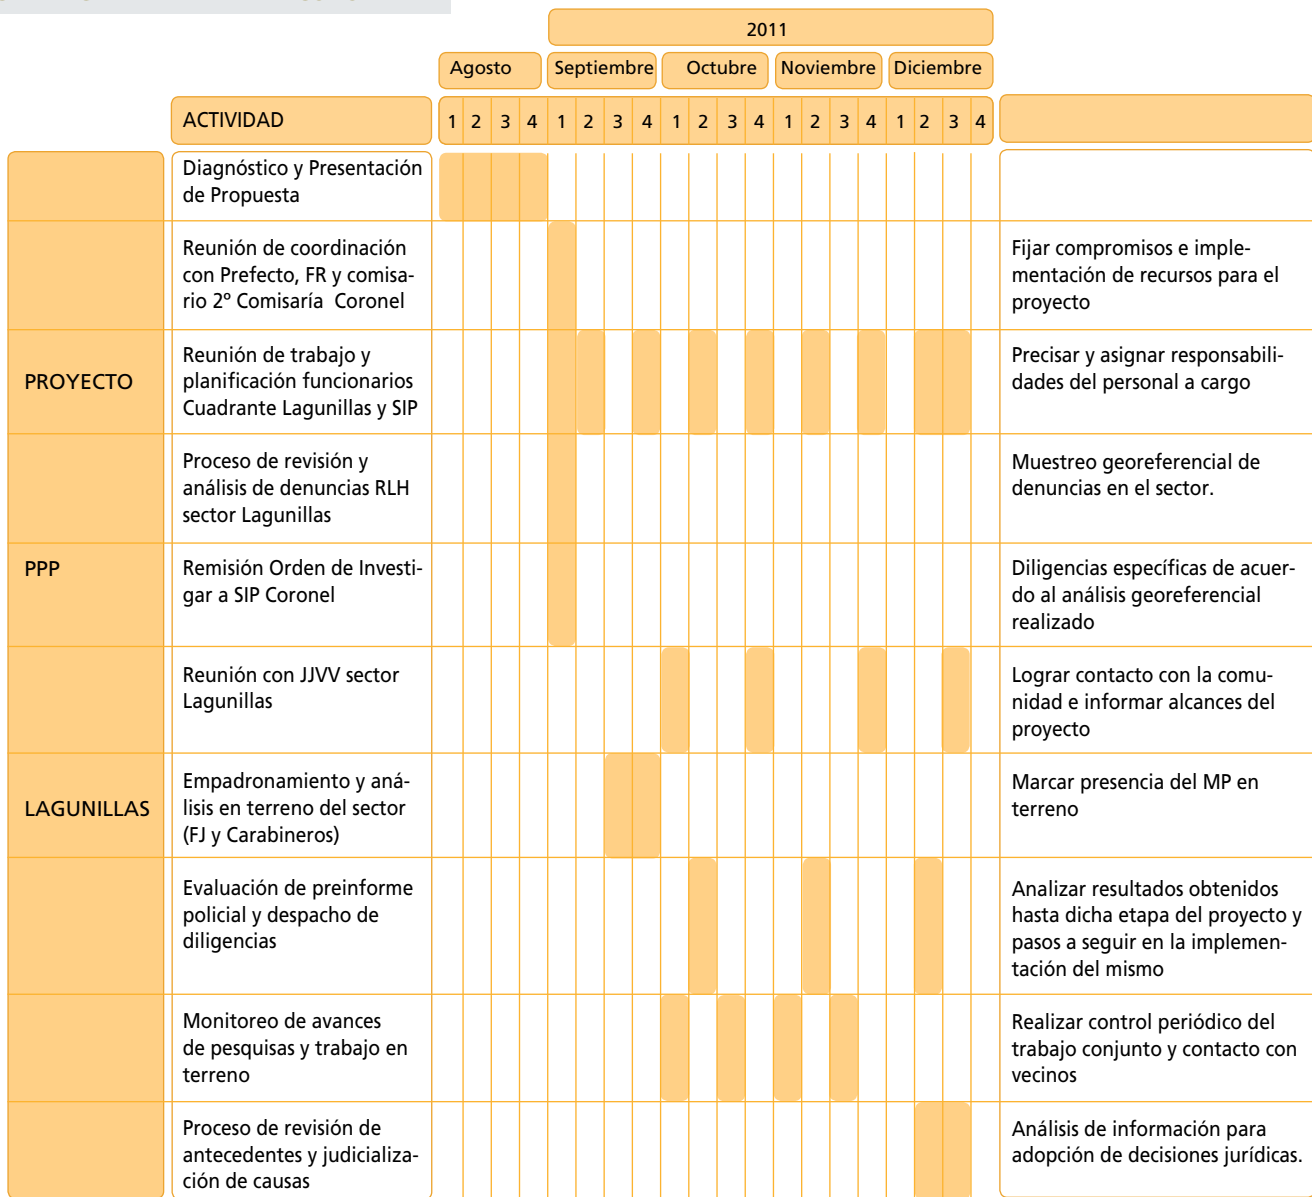 2011
Agosto Septiembre Octubre Noviembre Diciembre
ACTIVIDAD 1 2 3 4 1 2 3 4 1 2 3 4 1 2 3 4 1 2 3 4
Diagnóstico y Presentación
de Propuesta
Reunión de coordinación
con Prefecto, FR y comisa-
rio 2º Comisaría Coronel
Fijar compromisos e imple-
mentación de recursos para el
proyecto
PROYECTO
Reunión de trabajo y
planificación funcionarios
Cuadrante Lagunillas y SIP
Precisar y asignar responsabili-
dades del personal a cargo
Proceso de revisión y
análisis de denuncias RLH
sector Lagunillas
Muestreo georeferencial de
denuncias en el sector.
PPP
Remisión Orden de Investi-
gar a SIP Coronel
Diligencias específicas de acuer-
do al análisis georeferencial
realizado
Reunión con JJVV sector
Lagunillas
Lograr contacto con la comu-
nidad e informar alcances del
proyecto
LAGUNILLAS
Empadronamiento y aná-
lisis en terreno del sector
(FJ y Carabineros)
Marcar presencia del MP en
terreno
Evaluación de preinforme
policial y despacho de
diligencias
Analizar resultados obtenidos
hasta dicha etapa del proyecto y
pasos a seguir en la implemen-
tación del mismo
Monitoreo de avances
de pesquisas y trabajo en
terreno
Realizar control periódico del
trabajo conjunto y contacto con
vecinos
Proceso de revisión de
antecedentes y judicializa-
ción de causas
Análisis de información para
adopción de decisiones jurídicas.